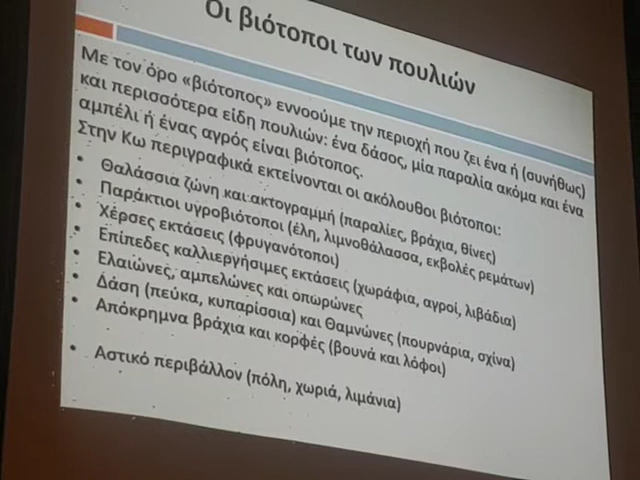 Οι βιότοποι των πουλιών
Με τον όρο «βιότοπος» εννοούμε την περιοχή που ζει ένα ή (συνήθως)
και περισσότερα είδη πουλιών: ένα δάσος, μία παραλία ακόμα και ένα
αμπέλι ή ένας αγρός είναι βιότοπος.
Στην Κω περιγραφικά εκτείνονται οι ακόλουθοι βιότοποι:
• Θαλάσσια ζώνη και ακτογραμμή (παραλίες, βράχια, θίνες)
• Παράκτιοι υγροβιότοποι (έλη, λιμνοθάλασσα, εκβολές ρεμάτων)
• Χέρσες εκτάσεις (φρυγανότοποι)
• Επίπεδες καλλιεργήσιμες εκτάσεις (χωράφια, αγροί, λιβάδια)
• Ελαιώνες, αμπελώνες και οπωρώνες
• Δάση (πεύκα, κυπαρίσσια) και Θαμνώνες (πουρνάρια, σχίνα)
• Απόκρημνα βράχια και κορφές (βουνά και λόφοι)
• Αστικό περιβάλλον (πόλη, χωριά, λιμάνια)